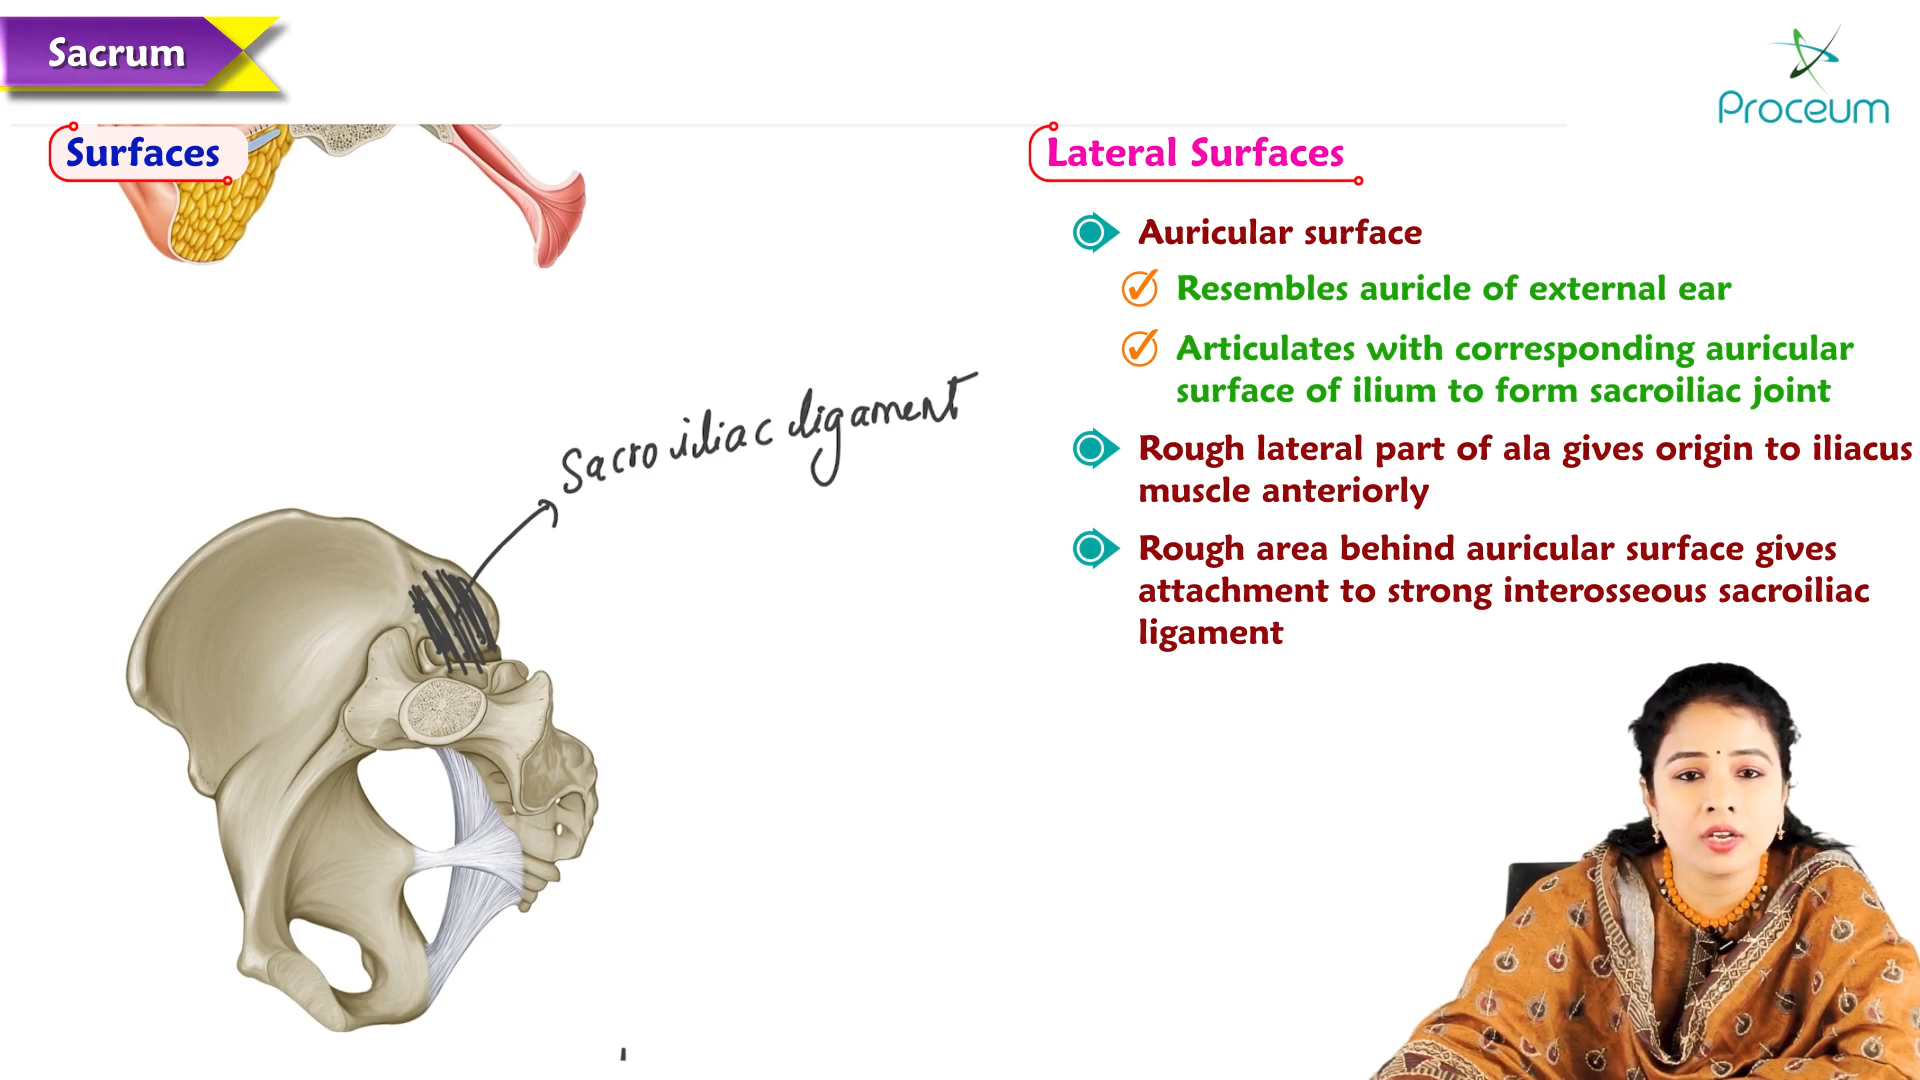 Sacrum
Proceum
Surfaces
Lateral Surfaces
Auricular surface
Resembles auricle of external ear
Articulates with corresponding auricular
surface of ilium to form sacroiliac joint
Rough lateral part of ala gives origin to iliacus
muscle anteriorly
Rough area behind auricular surface gives
attachment to strong interosseous sacroiliac
ligament
Sacro iliac ligament